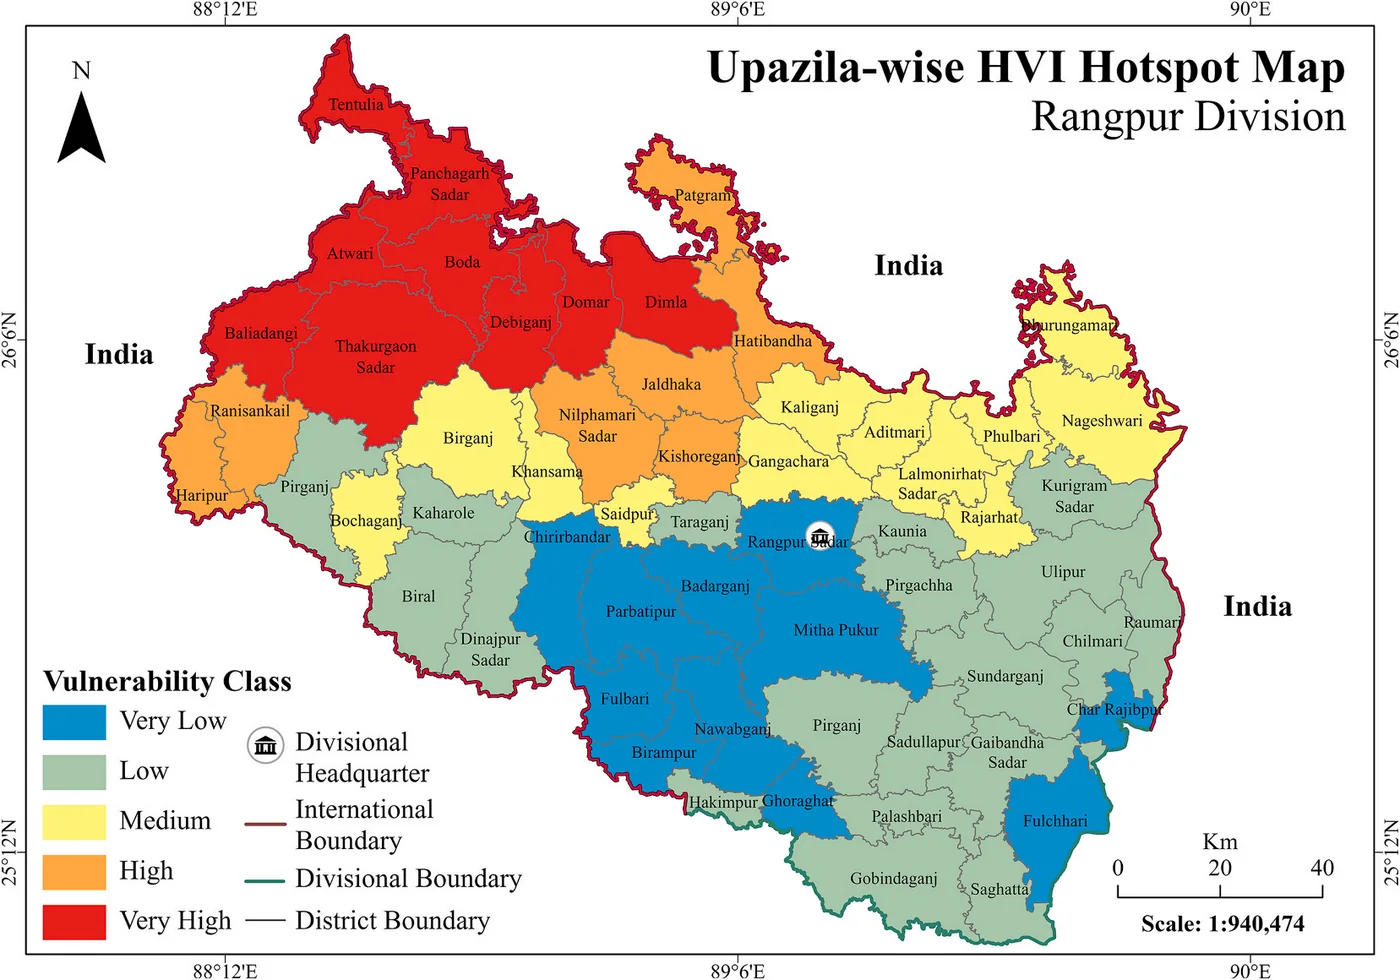 88°12'E
89°6'E
90°E
Upazila-wise HVI Hotspot Map
Rangpur Division
N
Tentulia
Panchagarh
Sadar
Patgram
Atwari
Boda
India
Domar
Dimla
Debiganj
Bhurungamari
Baliadangi
Thakurgaon
Sadar
Hatibandha
India
26°6'N
26°6'N
Jaldhaka
Ranisankail
Nilphamari
Sadar
Kaliganj
Aditmari
Phulbari
Nageshwari
Birganj
Kishoreganj
Gangachara
Khansama
Lalmonirhat
Sadar
Haripur
Pirganj
Kurigram
Sadar
Bochaganj
Kaharole
Saidpur
Taraganj
Rajarhat
Chirirbandar
Rangpur Sadar
Kaunia
Ulipur
Biral
Badarganj
Pirgachha
Parbatipur
Mitha Pukur
India
Raumari
Chilmari
Dinajpur
Sadar
Sundarganj
Fulbari
Char Rajibpur
Nawabganj
Pirganj
Sadullapur
Gaibandha
Sadar
Birampur
Hakimpur
Ghoraghat
Palashbari
Fulchhari
Gobindaganj
Saghatta
Vulnerability Class
Very Low
Low
Medium
High
Very High
Divisional
Headquarter
International
Boundary
Divisional Boundary
District Boundary
Km
0
20
40
Scale: 1:940,474
25°12'N
25°12'N
88°12'E
89°6'E
90°E